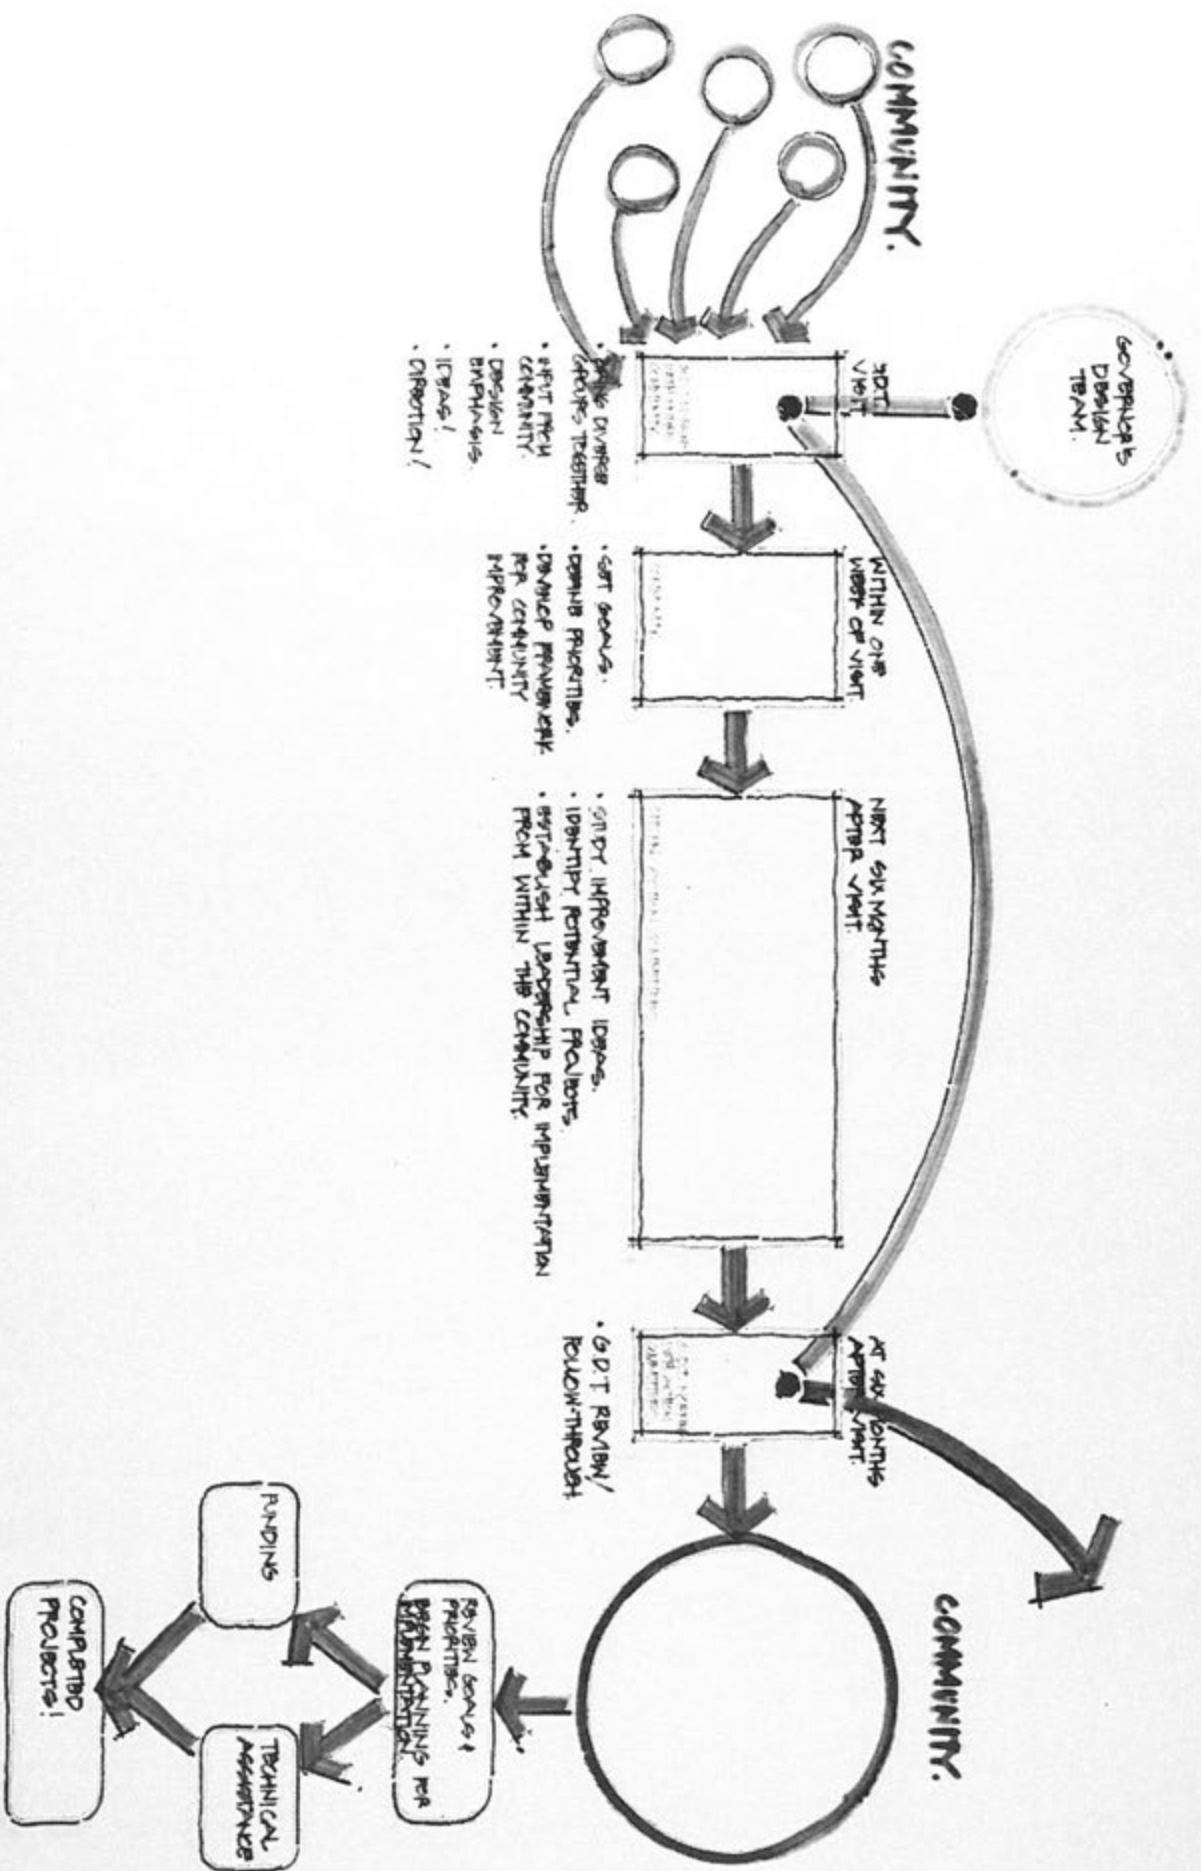 COMMUNITY.
GOVERNOR'S
DESIGN
TEAM.
G.D.T.
VISIT
• BRING DIVERSE
GROUPS TOGETHER.
• INPUT FROM
COMMUNITY.
• DESIGN
EMPHASIS.
• IDEAS!
• DIRECTION!
WITHIN ONE
WEEK OF VISIT.
• SET GOALS.
• DEFINE PRIORITIES.
• DEVELOP FRAMEWORK
FOR COMMUNITY
IMPROVEMENT.
NEXT SIX MONTHS
AFTER VISIT.
• STUDY IMPROVEMENT IDEAS.
• IDENTIFY POTENTIAL PROJECTS.
• ESTABLISH LEADERSHIP FOR IMPLEMENTATION
FROM WITHIN THE COMMUNITY.
AT SIX MONTHS
AFTER VISIT.
• G.D.T. REVIEW/
FOLLOW-THROUGH
COMMUNITY.
REVIEW GOALS &
PRIORITIES.
BEGIN PLANNING FOR
IMPLEMENTATION.
FUNDING
TECHNICAL
ASSISTANCE
COMPLETED
PROJECTS!